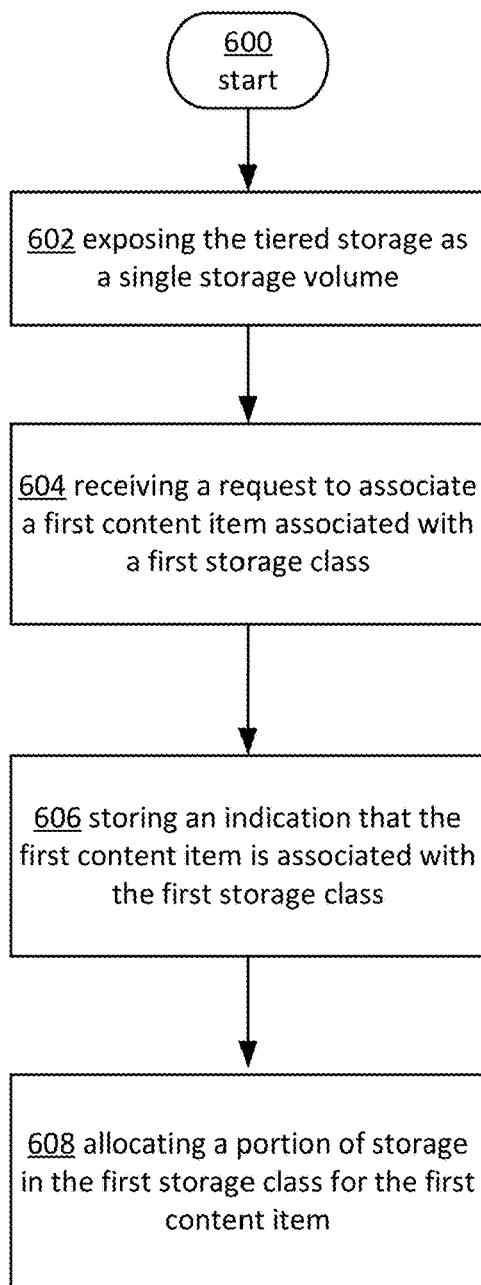 600
start
602 exposing the tiered storage as
a single storage volume
604 receiving a request to associate
a first content item associated with
a first storage class
606 storing an indication that the
first content item is associated with
the first storage class
608 allocating a portion of storage
in the first storage class for the first
content item